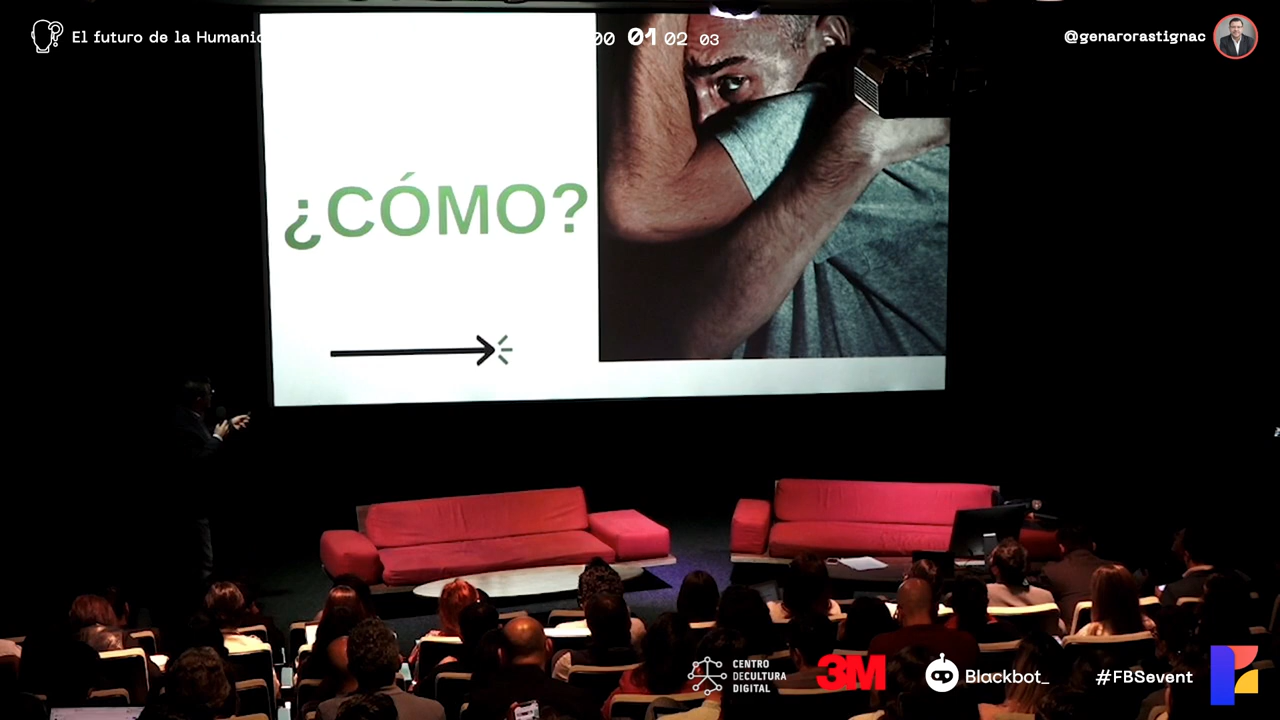 El futuro de la Humanid
00 01 02 03
@genarorastignac
¿CÓMO?
CENTRO
DECULTURA
DIGITAL
3M
Blackbot_
#FBSevent